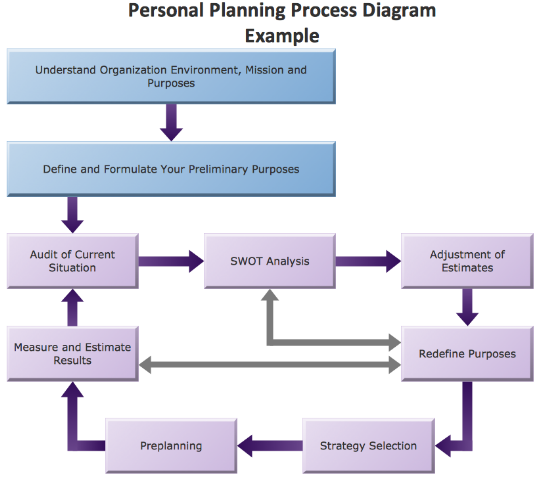 Personal Planning Process Diagram
Example
Understand Organization Environment, Mission and
Purposes
Define and Formulate Your Preliminary Purposes
Audit of Current
Situation
SWOT Analysis
Adjustment of
Estimates
Measure and Estimate
Results
Redefine Purposes
Preplanning
Strategy Selection